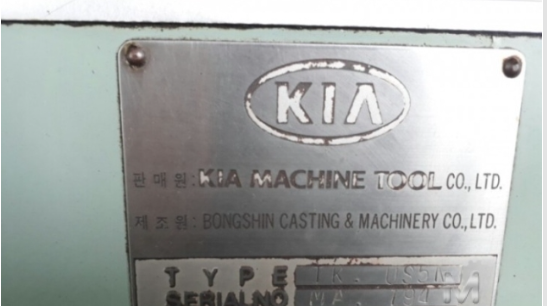 KIA
판매원: KIA MACHINE TOOL CO., LTD.
제조원: BONGSHIN CASTING & MACHINERY CO., LTD.
TYPE
SERIAL NO MA.